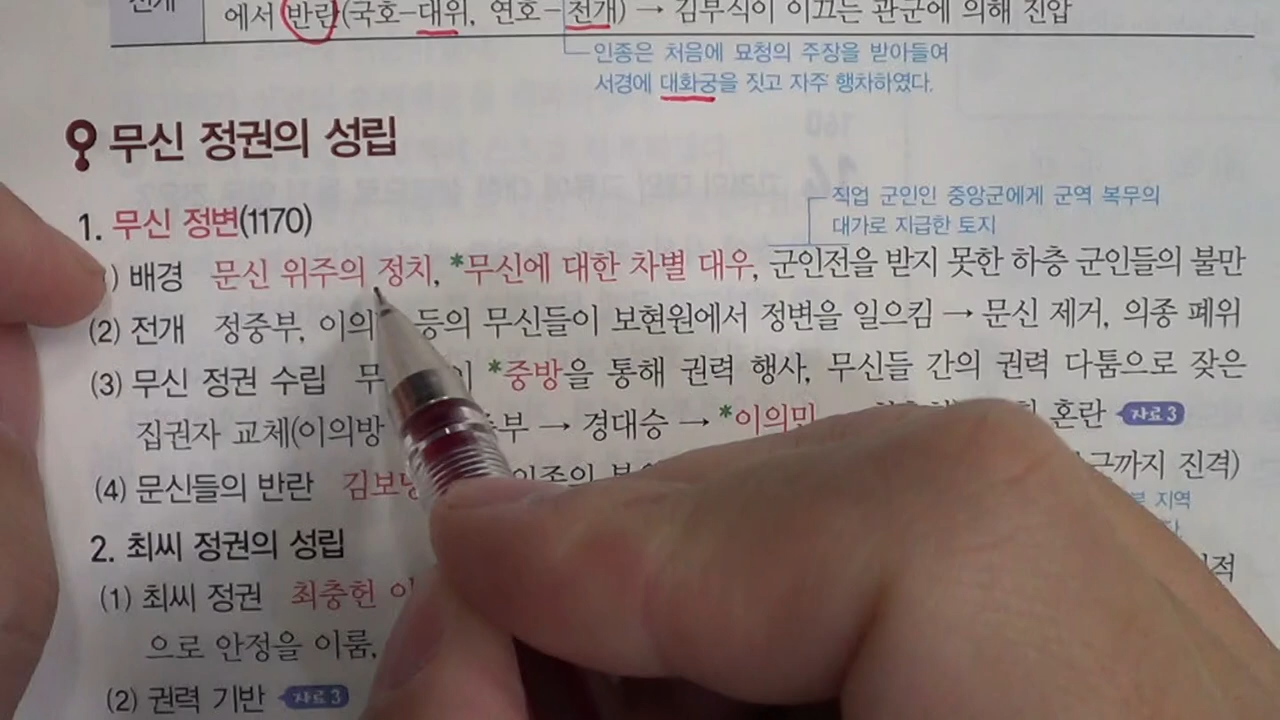 전개
에서 반란(국호-대위, 연호-천개) → 김부식이 이끄는 관군에 의해 진압
인종은 처음에 묘청의 주장을 받아들여
서경에 대화궁을 짓고 자주 행차하였다.
무신 정권의 성립
직업 군인인 중앙군에게 군역 복무의
대가로 지급한 토지
1. 무신 정변(1170)
) 배경 문신 위주의 정치, *무신에 대한 차별 대우, 군인전을 받지 못한 하층 군인들의 불만
(2) 전개 정중부, 이의 등의 무신들이 보현원에서 정변을 일으킴 → 문신 제거, 의종 폐위
(3) 무신 정권 수립 무 이 *중방을 통해 권력 행사, 무신들 간의 권력 다툼으로 잦은
집권자 교체(이의방 부 → 경대승 → *이의민 혼란 자료 3
(4) 문신들의 반란 김보 까지 진격)
지역
2. 최씨 정권의 성립
(1) 최씨 정권 최충헌 이 적
으로 안정을 이룸,
(2) 권력 기반 자료 3